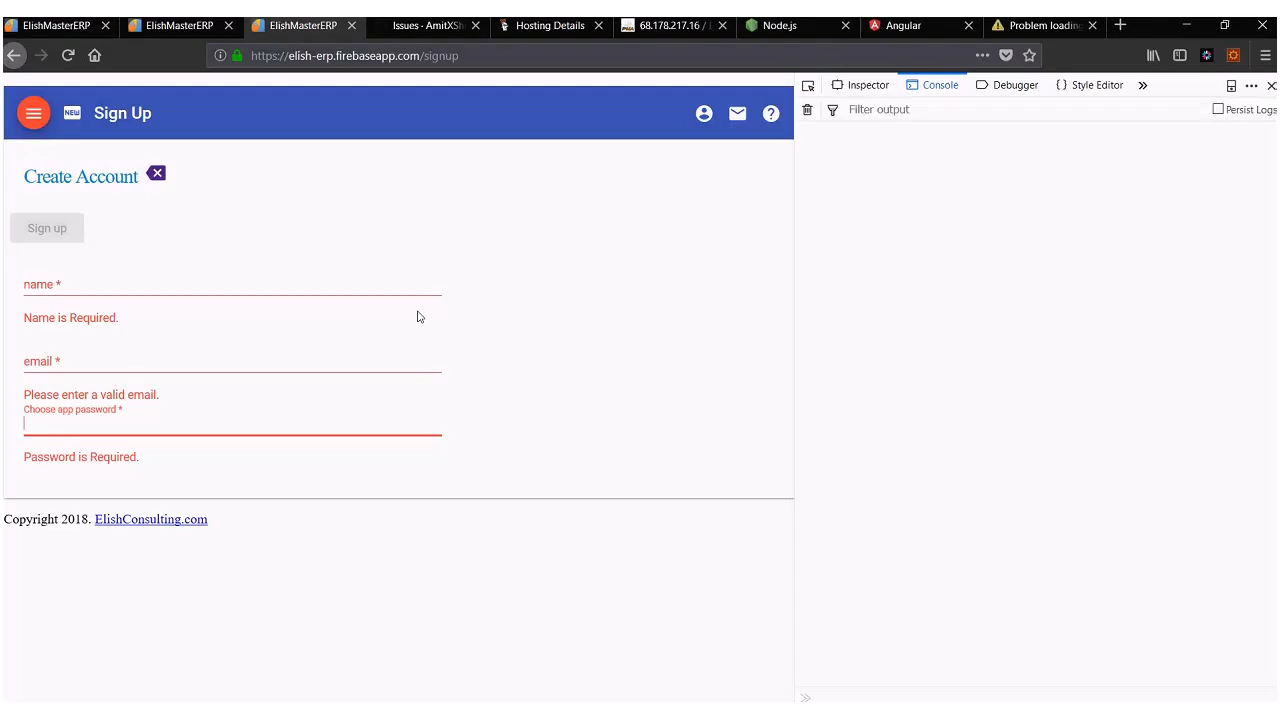 ElishMasterERP
ElishMasterERP
ElishMasterERP
Issues - AmitXSh
Hosting Details
68.178.217.16 /
Node.js
Angular
Problem loading
https://elish-erp.firebaseapp.com/signup
Inspector
Console
Debugger
{ } Style Editor
Filter output
Persist Logs
NEW
Sign Up
Create Account
Sign up
name *
Name is Required.
email *
Please enter a valid email.
Choose app password *
Password is Required.
Copyright 2018. ElishConsulting.com